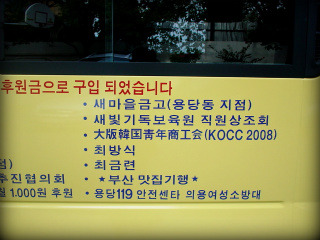 후원금으로 구입 되었습니다
• 새마을금고(용당동 지점)
• 새빛기독보육원 직원상조회
• 大阪韓国青年商工会(KOCC 2008)
• 최방식
• 최금련
추진협의회 • ★부산 맛집기행★
1.000원 후원 • 용당119 안전센타 의용여성소방대